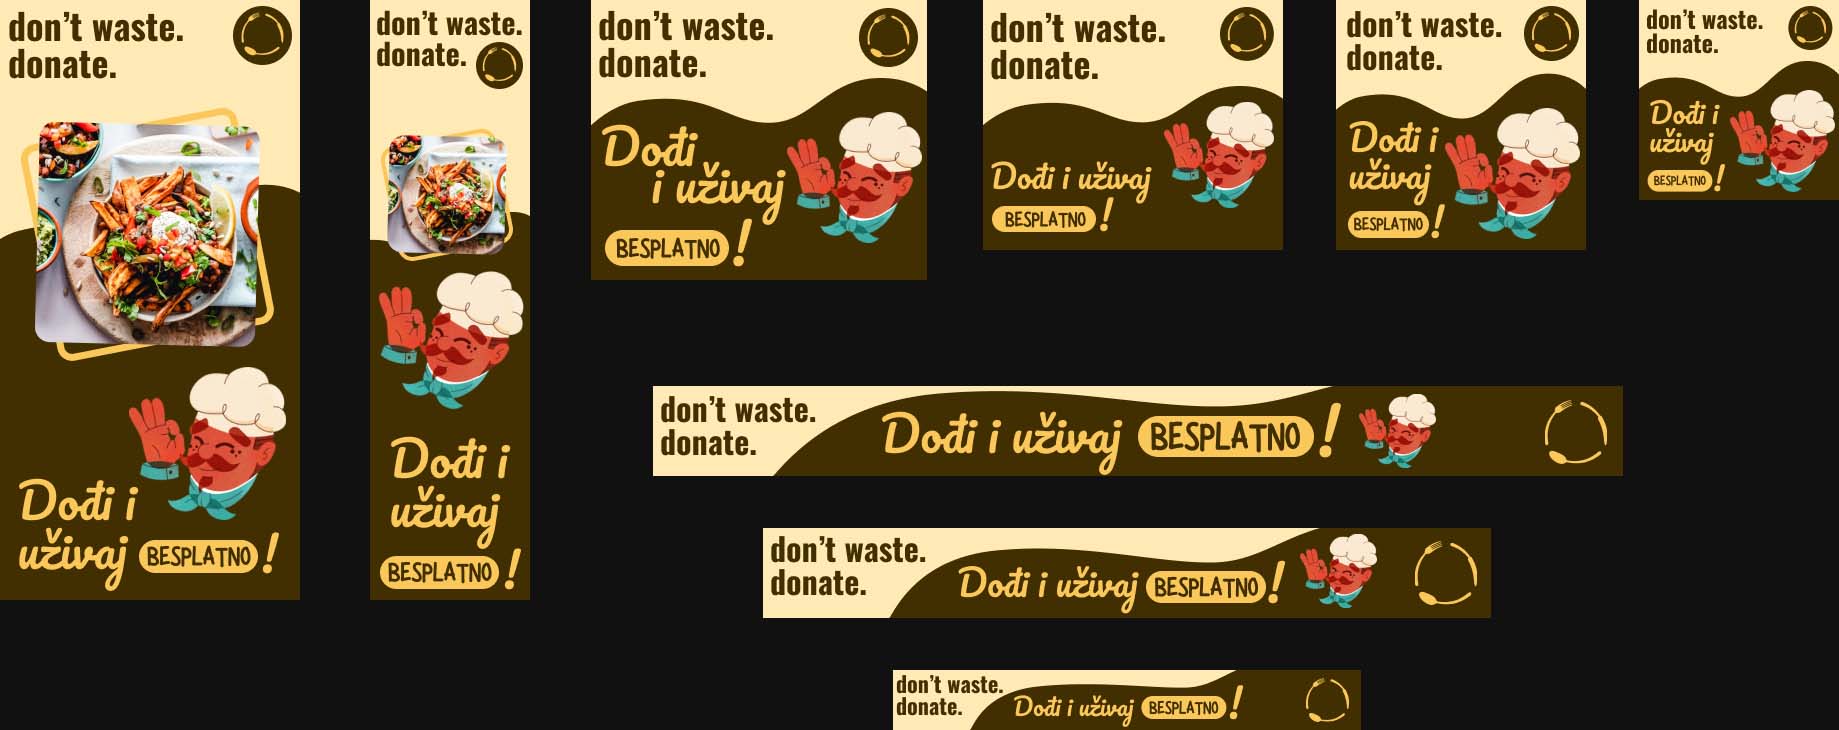 don't waste.
donate.
Dođi i
uživaj BESPLATNO!
don't waste.
donate.
Dođi i
uživaj
BESPLATNO!
don't waste.
donate.
Dođi
i uživaj
BESPLATNO!
don't waste.
donate.
Dođi i uživaj
BESPLATNO!
don't waste.
donate.
Dođi i
uživaj
BESPLATNO!
don't waste.
donate.
Dođi i
uživaj
BESPLATNO!
don't waste.
donate.
Dođi i uživaj BESPLATNO!
don't waste.
donate.
Dođi i uživaj BESPLATNO!
don't waste.
donate.
Dođi i uživaj BESPLATNO!